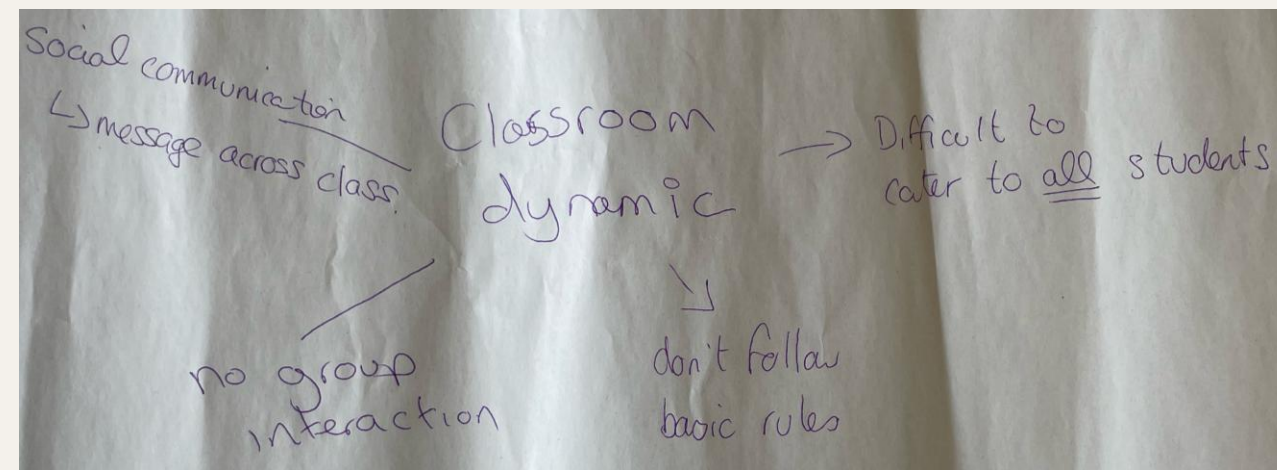 Social communication
↳ message across class.
Classroom
dynamic
→ Difficult to
cater to all students
no group
interaction
don't follow
basic rules